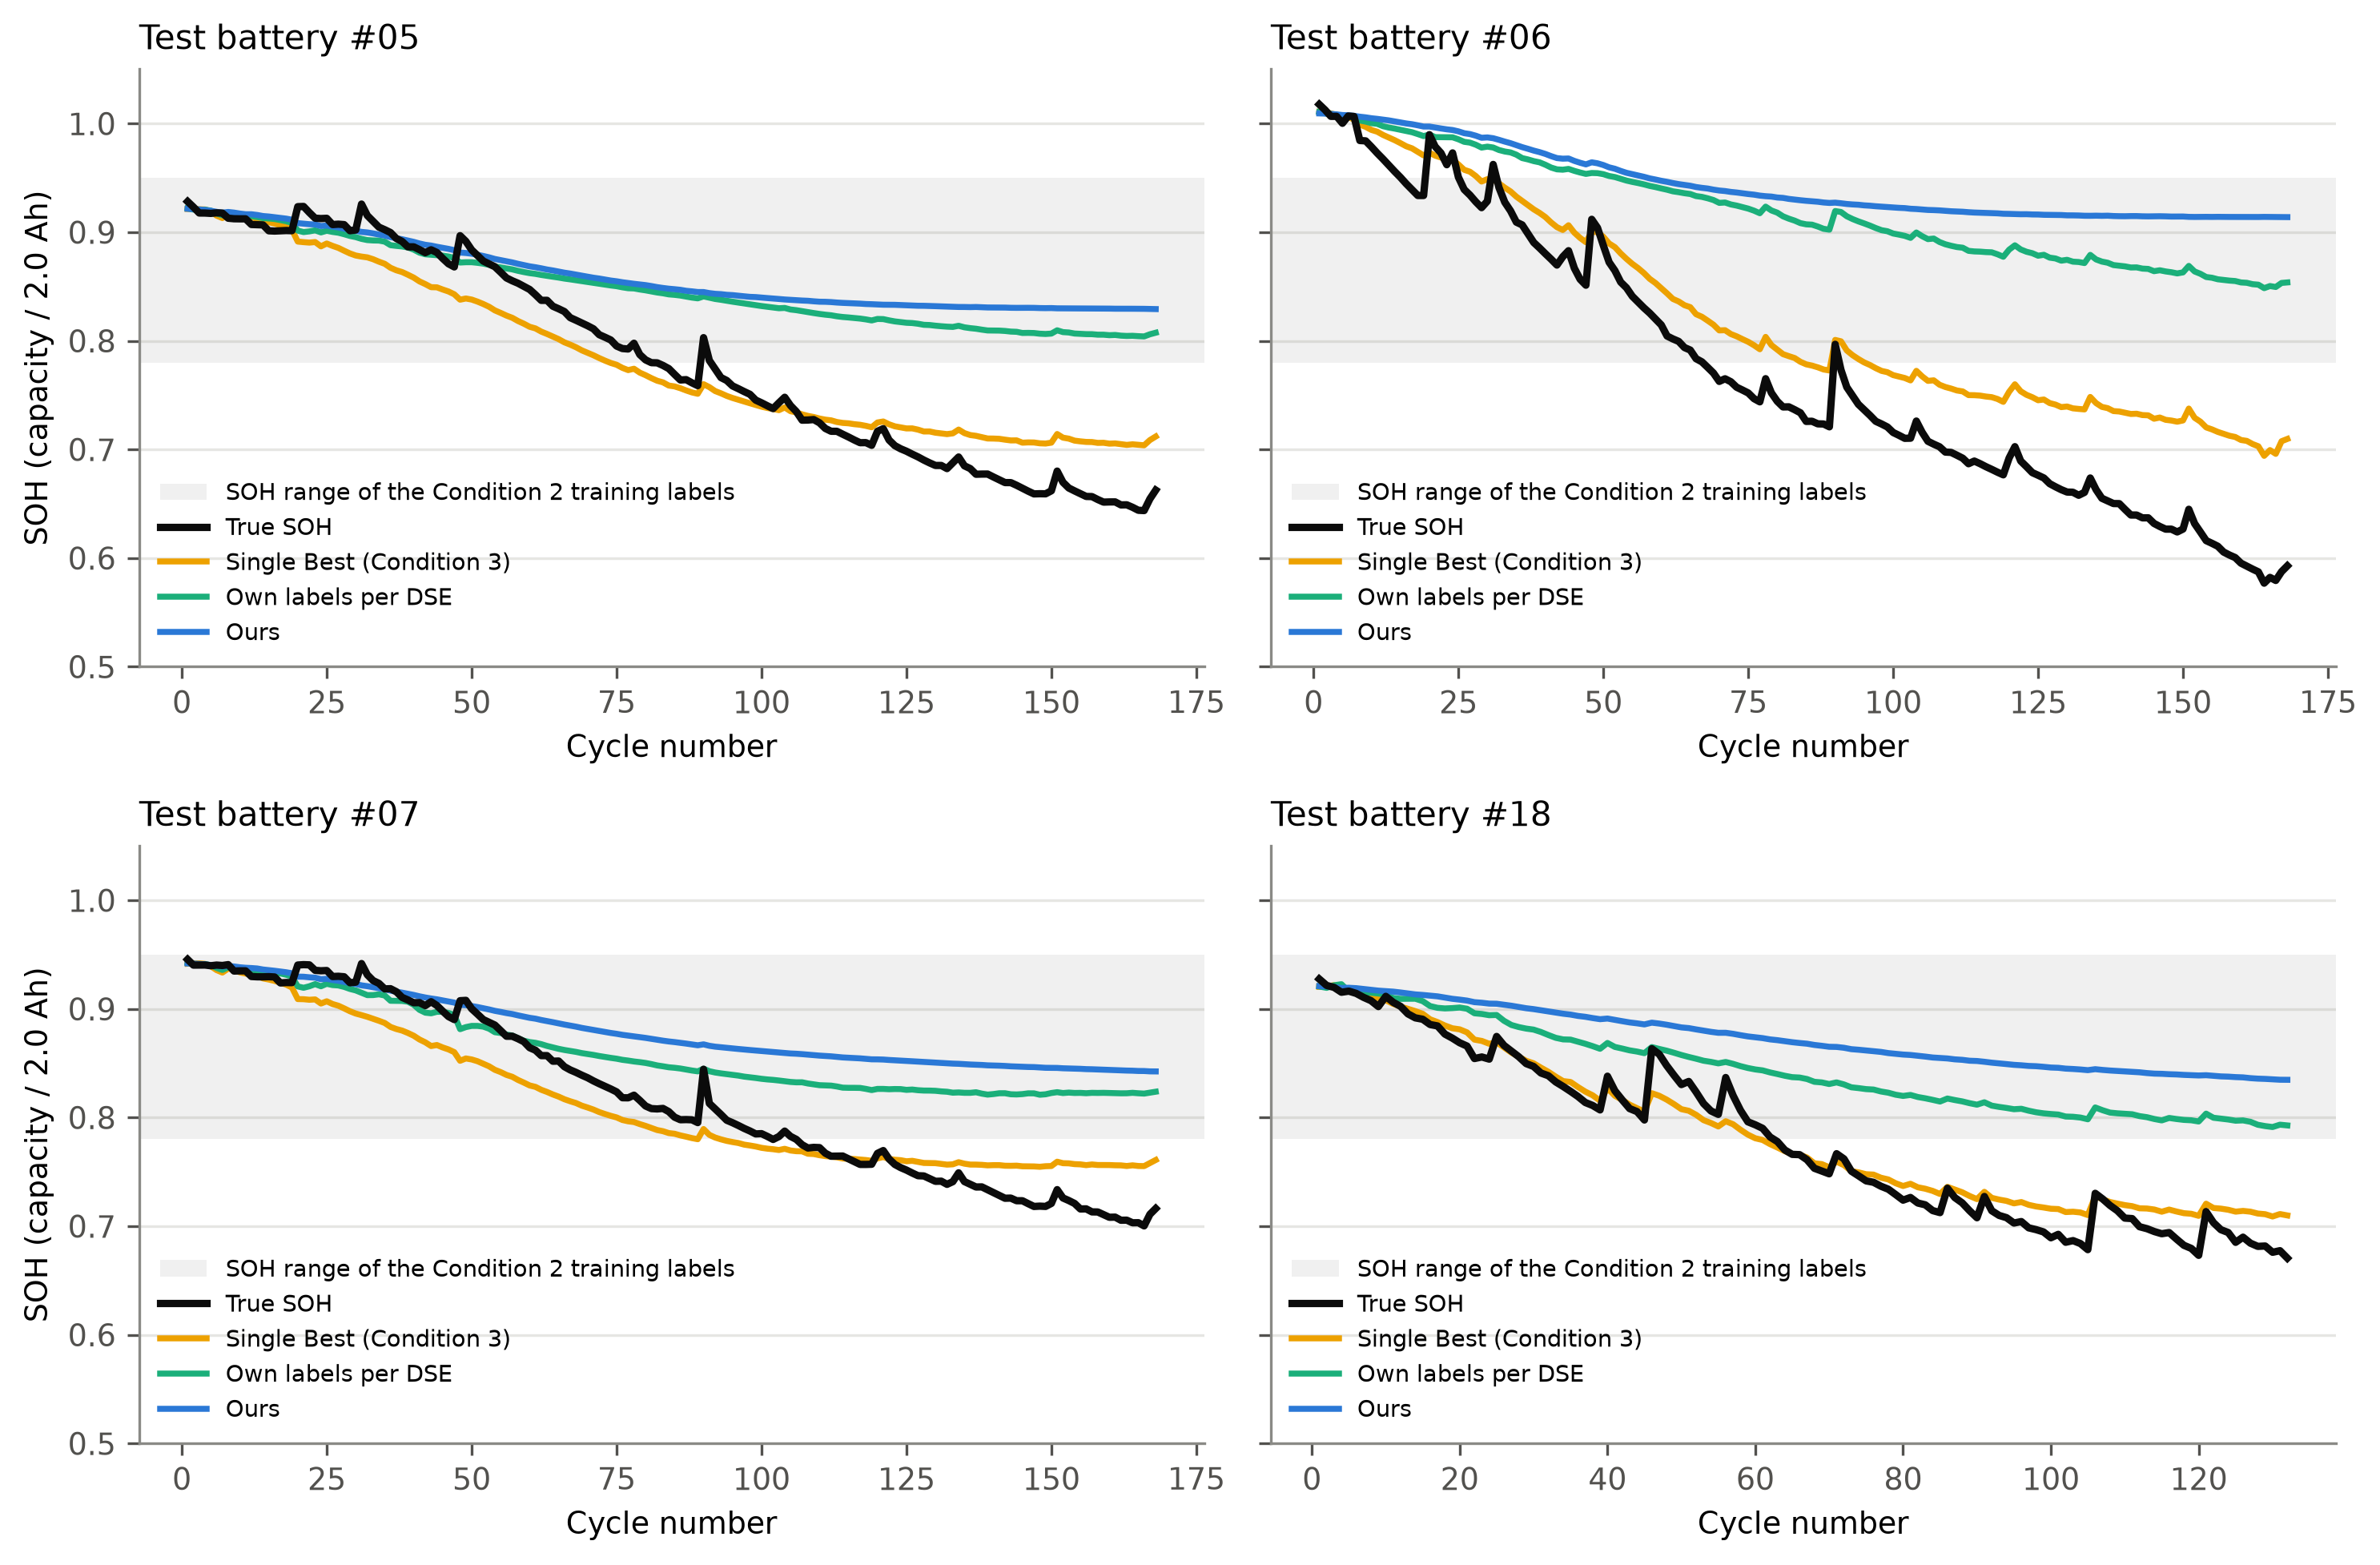 Test battery #05
SOH (capacity / 2.0 Ah)
1.0
0.9
0.8
0.7
0.6
0.5
SOH range of the Condition 2 training labels
True SOH
Single Best (Condition 3)
Own labels per DSE
Ours
0 25 50 75 100 125 150 175
Cycle number
Test battery #06
SOH range of the Condition 2 training labels
True SOH
Single Best (Condition 3)
Own labels per DSE
Ours
0 25 50 75 100 125 150 175
Cycle number
Test battery #07
SOH (capacity / 2.0 Ah)
1.0
0.9
0.8
0.7
0.6
0.5
SOH range of the Condition 2 training labels
True SOH
Single Best (Condition 3)
Own labels per DSE
Ours
0 25 50 75 100 125 150 175
Cycle number
Test battery #18
SOH range of the Condition 2 training labels
True SOH
Single Best (Condition 3)
Own labels per DSE
Ours
0 20 40 60 80 100 120
Cycle number